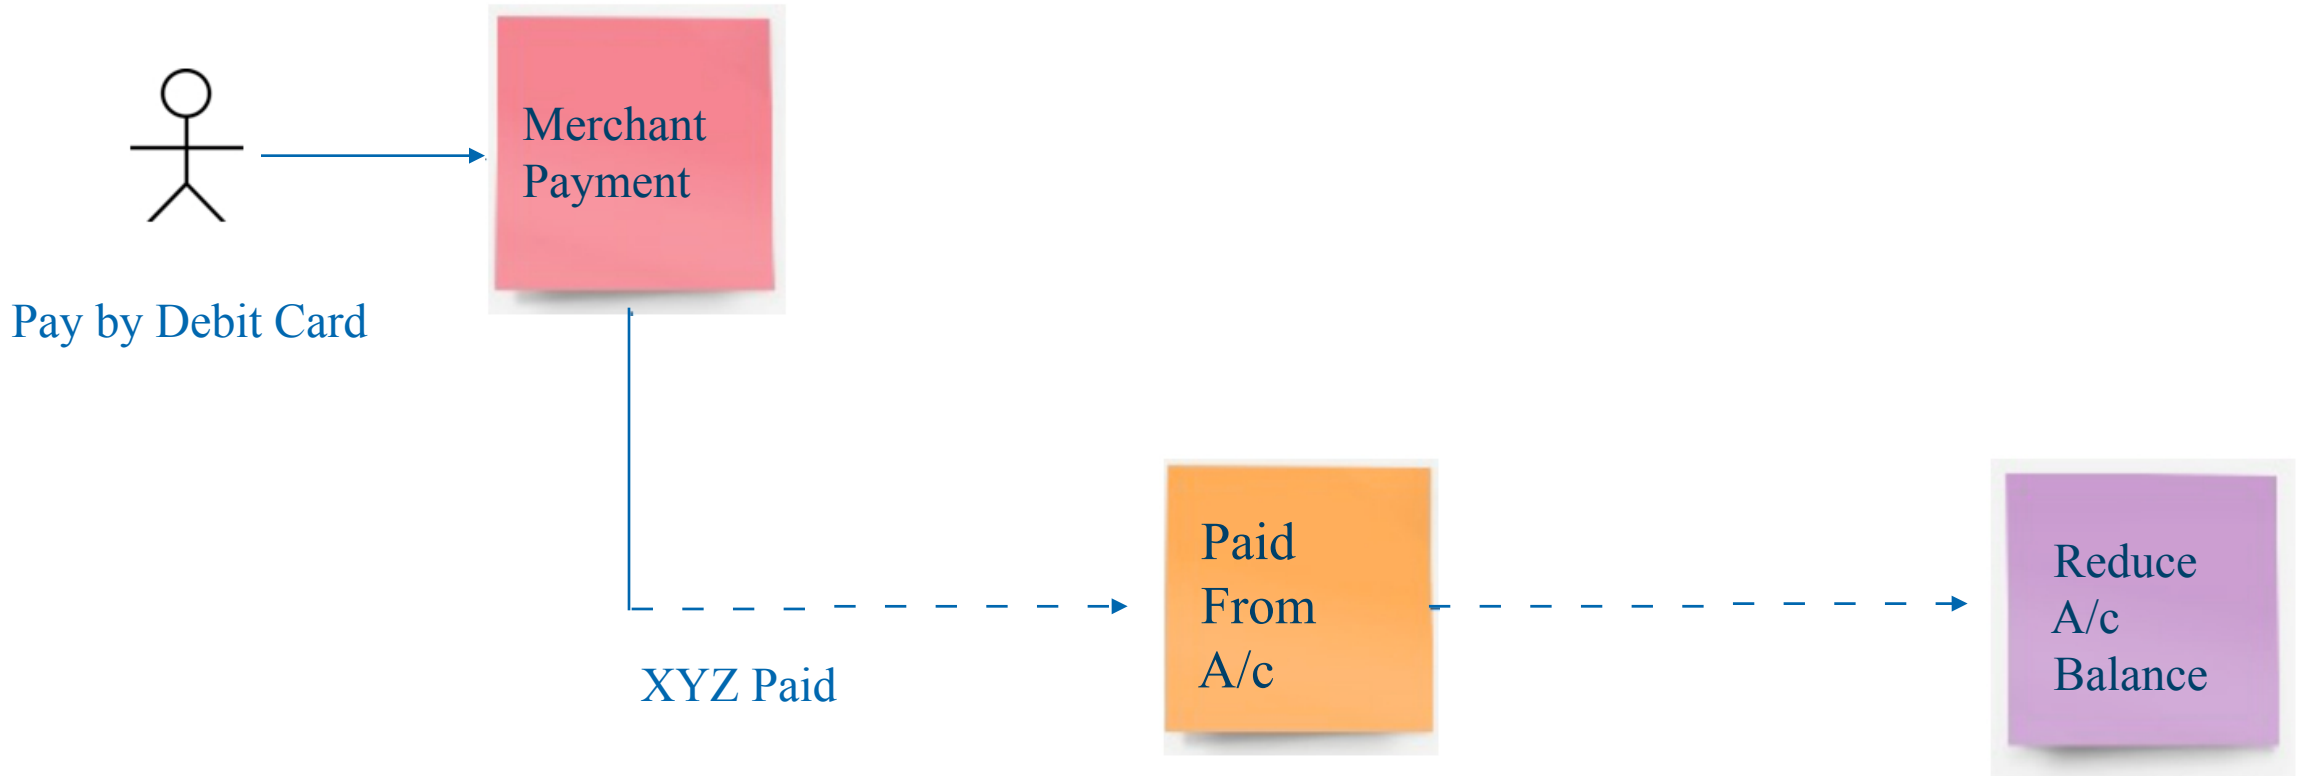 Merchant
Payment
Pay by Debit Card
Paid
From
A/c
XYZ Paid
Reduce
A/c
Balance